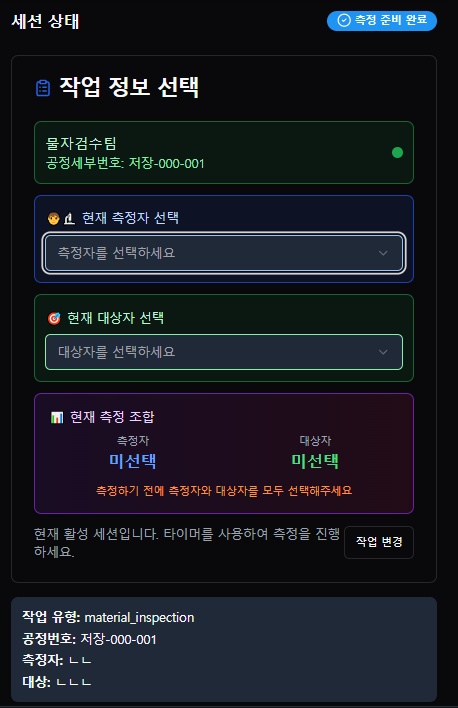 세션 상태
측정 준비 완료
작업 정보 선택
물자검수팀
공정세부번호: 저장-000-001
현재 측정자 선택
측정자를 선택하세요
현재 대상자 선택
대상자를 선택하세요
현재 측정 조합
측정자 대상자
미선택 미선택
측정하기 전에 측정자와 대상자를 모두 선택해주세요
현재 활성 세션입니다. 타이머를 사용하여 측정을 진행
하세요.
작업 변경
작업 유형: material_inspection
공정번호: 저장-000-001
측정자: ㄴㄴ
대상: ㄴㄴㄴ